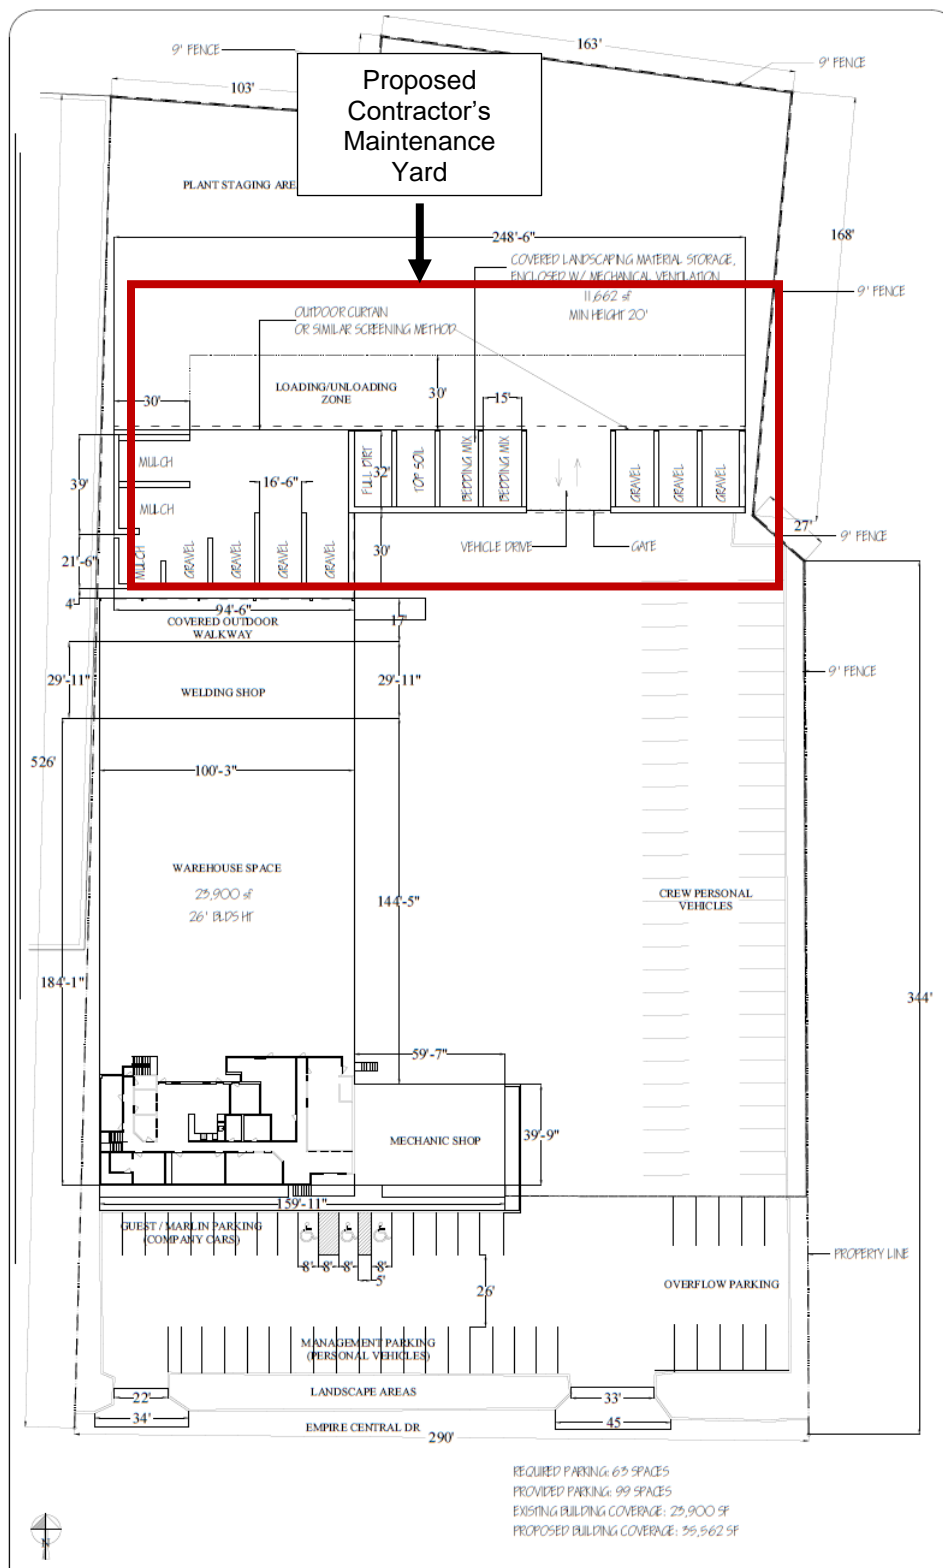 163'
9' FENCE
9' FENCE
103'
Proposed
Contractor's
Maintenance
Yard
PLANT STAGING ARE
248'-6"
168'
COVERED LANDSCAPING MATERIAL STORAGE,
ENCLOSED W/ MECHANICAL VENTILATION
11,662 sf
MIN HEIGHT 20'
9' FENCE
OUTDOOR CURTAIN
OR SIMILAR SCREENING METHOD
LOADING/UNLOADING
ZONE
30'
30'
15'
MULCH
39'
MULCH
16'-6"
FULL DIRT
32'
TOP SOIL
BEDDING MIX
BEDDING MIX
GRAVEL
GRAVEL
GRAVEL
27'
9' FENCE
21'-6"
MULCH
GRAVEL
GRAVEL
GRAVEL
GRAVEL
30'
VEHICLE DRIVE
GATE
4'
94'-6"
17'
COVERED OUTDOOR
WALKWAY
29'-11"
29'-11"
9' FENCE
WELDING SHOP
526'
100'-3"
WAREHOUSE SPACE
23,900 sf
26' BLDS HT
144'-5"
CREW PERSONAL
VEHICLES
184'-1"
344'
59'-7"
MECHANIC SHOP
39'-9"
159'-11"
GUEST / MARLIN PARKING
(COMPANY CARS)
8'
8'
8'
8'
5'
26'
PROPERTY LINE
OVERFLOW PARKING
MANAGEMENT PARKING
(PERSONAL VEHICLES)
LANDSCAPE AREAS
22'
33'
34'
45
EMPIRE CENTRAL DR
290'
REQUIRED PARKING: 63 SPACES
PROVIDED PARKING: 99 SPACES
EXISTING BUILDING COVERAGE: 23,900 SF
PROPOSED BUILDING COVERAGE: 35,562 SF
N